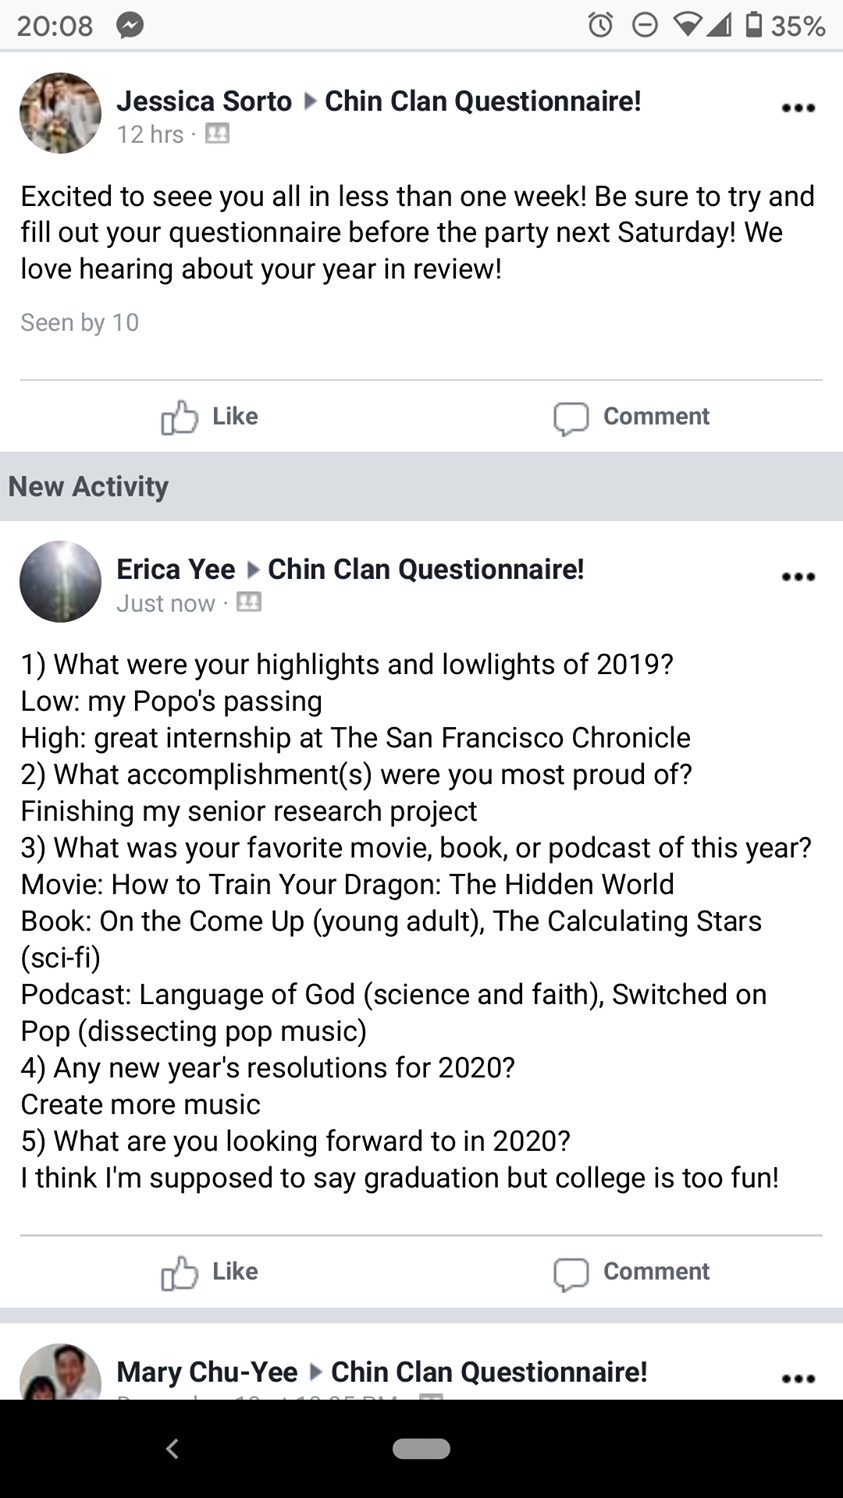 20:08 35%
Jessica Sorto ▸ Chin Clan Questionnaire!
12 hrs ·
Excited to seee you all in less than one week! Be sure to try and
fill out your questionnaire before the party next Saturday! We
love hearing about your year in review!
Seen by 10
Like Comment
New Activity
Erica Yee ▸ Chin Clan Questionnaire!
Just now ·
1) What were your highlights and lowlights of 2019?
Low: my Popo's passing
High: great internship at The San Francisco Chronicle
2) What accomplishment(s) were you most proud of?
Finishing my senior research project
3) What was your favorite movie, book, or podcast of this year?
Movie: How to Train Your Dragon: The Hidden World
Book: On the Come Up (young adult), The Calculating Stars
(sci-fi)
Podcast: Language of God (science and faith), Switched on
Pop (dissecting pop music)
4) Any new year's resolutions for 2020?
Create more music
5) What are you looking forward to in 2020?
I think I'm supposed to say graduation but college is too fun!
Like Comment
Mary Chu-Yee ▸ Chin Clan Questionnaire!